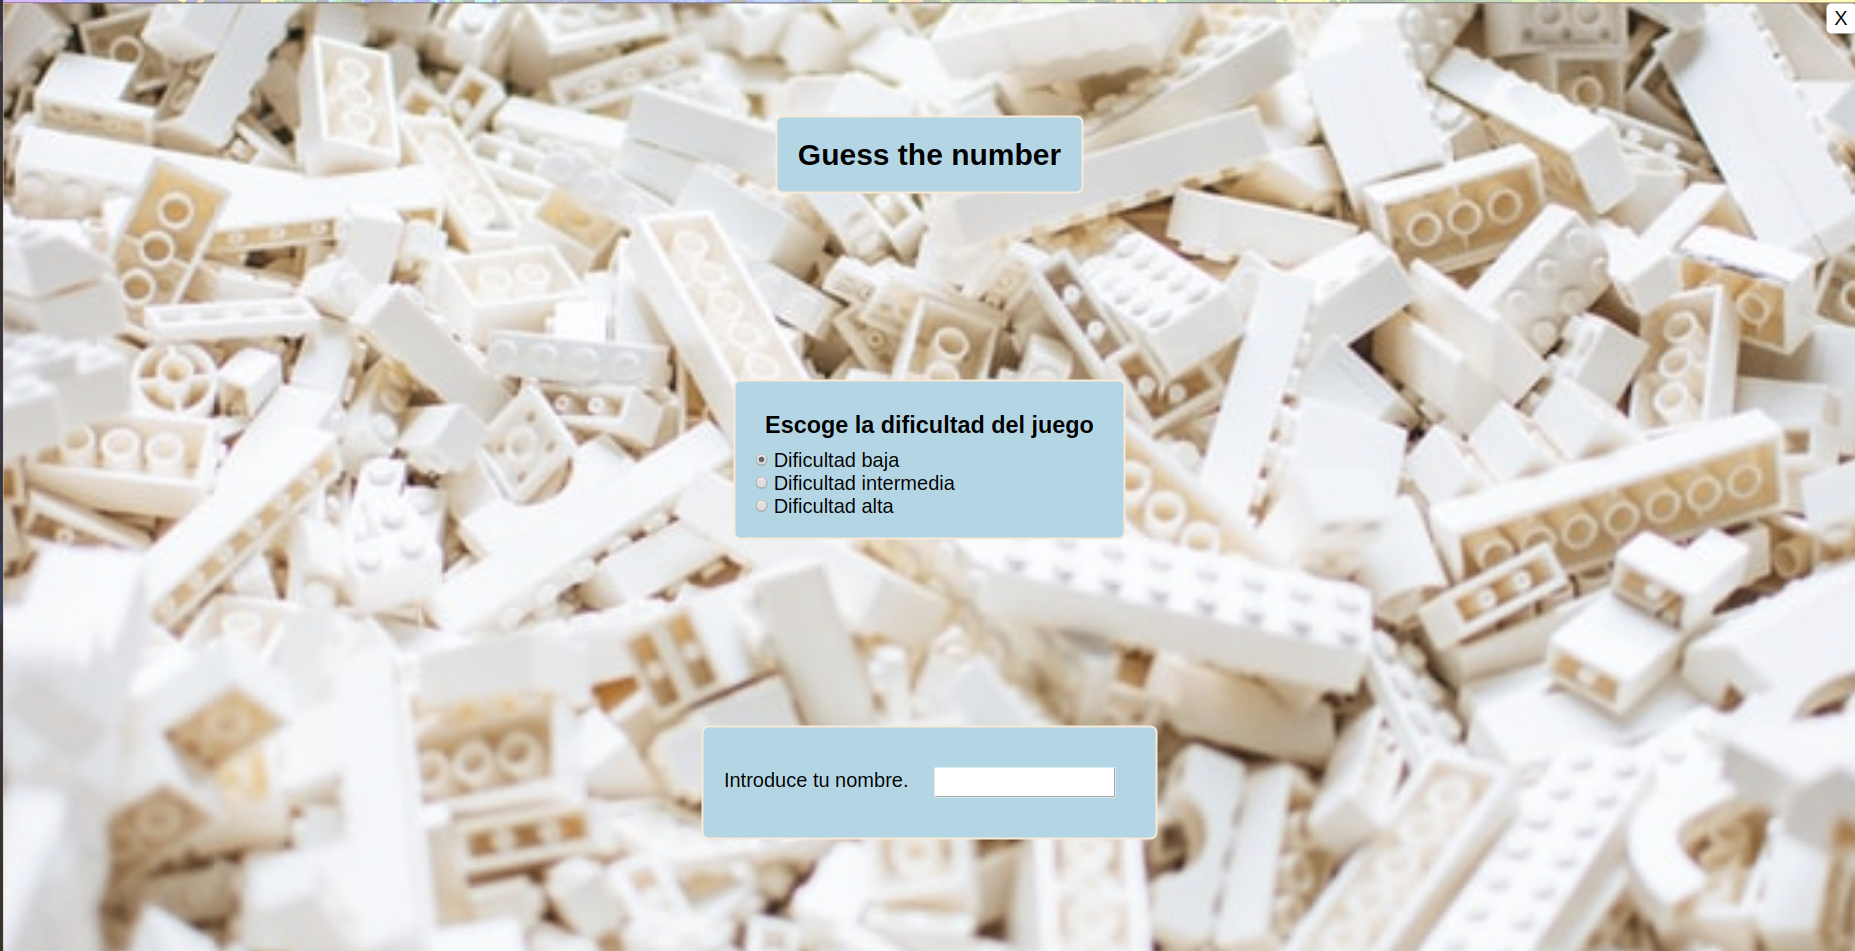 X
Guess the number
Escoge la dificultad del juego
Dificultad baja
Dificultad intermedia
Dificultad alta
Introduce tu nombre.